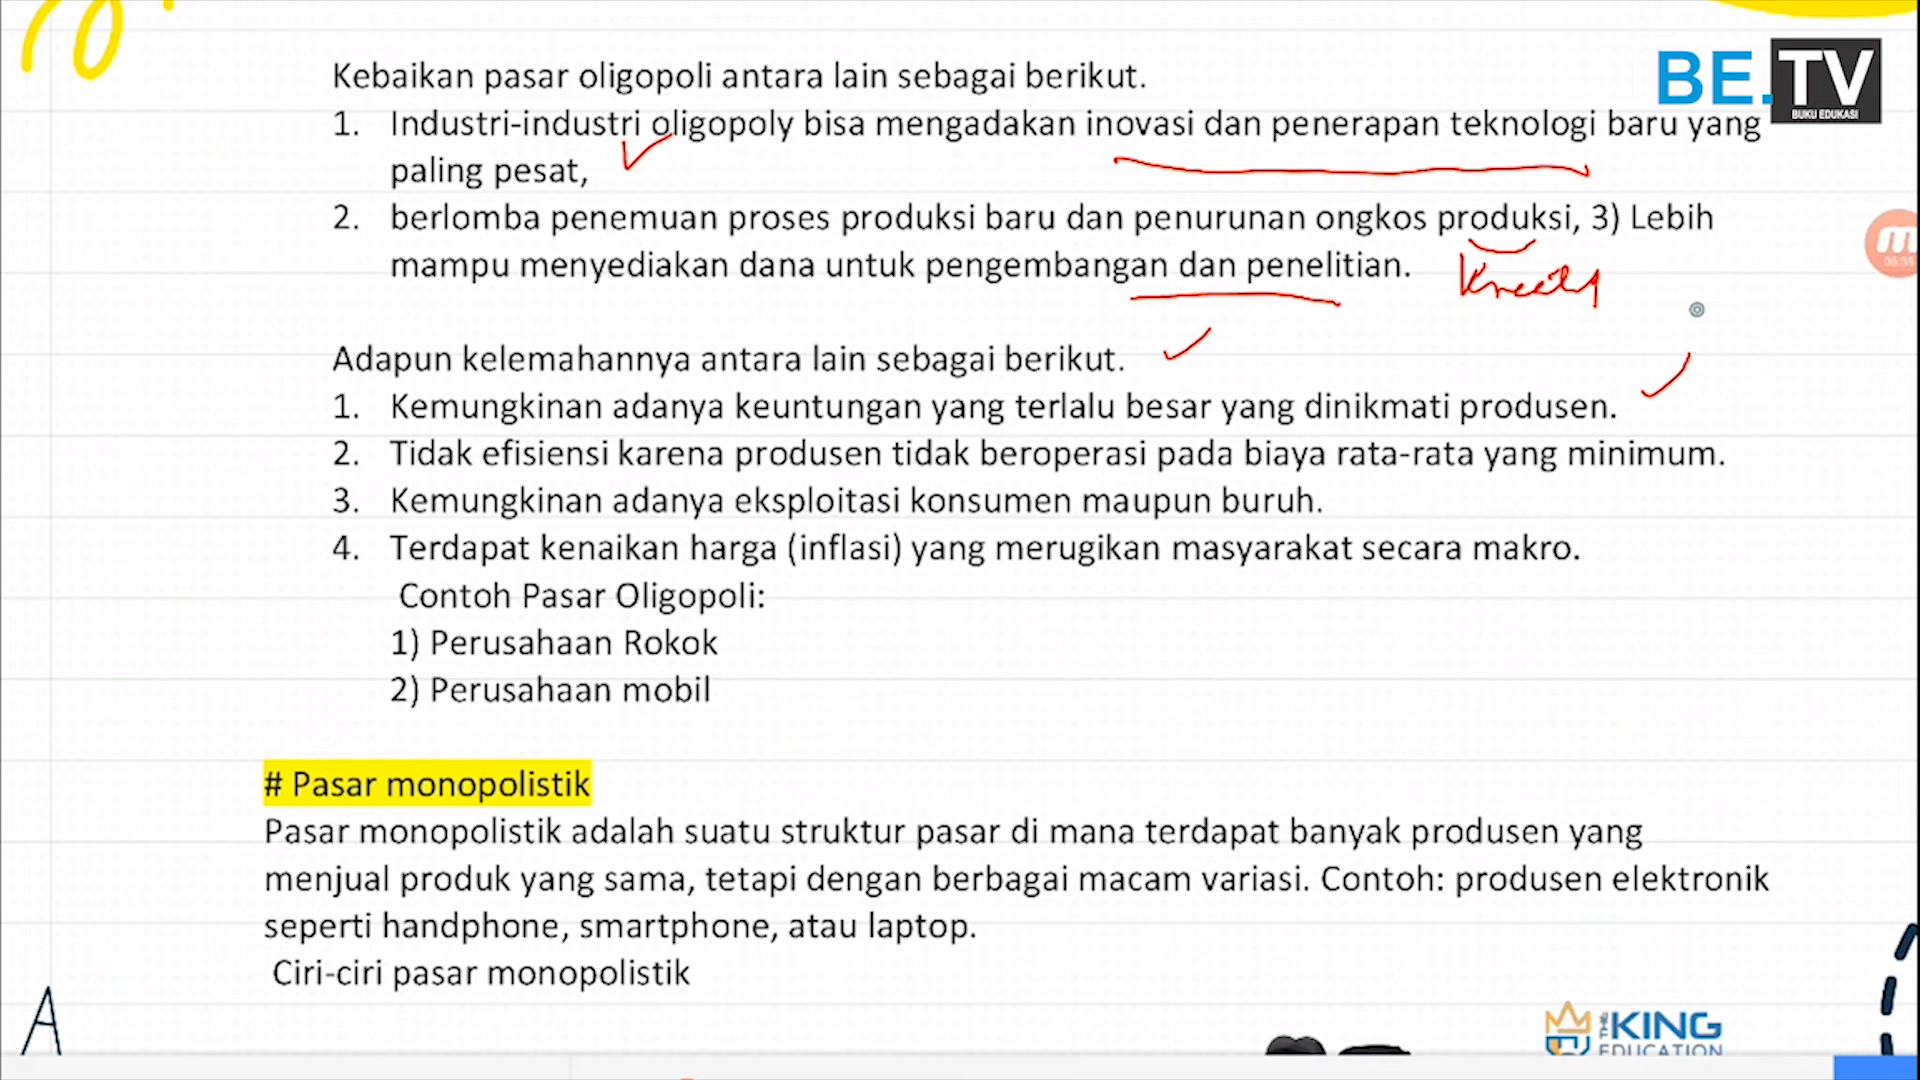 BE.TV
BUKU EDUKASI
Kebaikan pasar oligopoli antara lain sebagai berikut.
1. Industri-industri oligopoly bisa mengadakan inovasi dan penerapan teknologi baru yang
paling pesat,
2. berlomba penemuan proses produksi baru dan penurunan ongkos produksi, 3) Lebih
mampu menyediakan dana untuk pengembangan dan penelitian.
Adapun kelemahannya antara lain sebagai berikut.
1. Kemungkinan adanya keuntungan yang terlalu besar yang dinikmati produsen.
2. Tidak efisiensi karena produsen tidak beroperasi pada biaya rata-rata yang minimum.
3. Kemungkinan adanya eksploitasi konsumen maupun buruh.
4. Terdapat kenaikan harga (inflasi) yang merugikan masyarakat secara makro.
Contoh Pasar Oligopoli:
1) Perusahaan Rokok
2) Perusahaan mobil
# Pasar monopolistik
Pasar monopolistik adalah suatu struktur pasar di mana terdapat banyak produsen yang
menjual produk yang sama, tetapi dengan berbagai macam variasi. Contoh: produsen elektronik
seperti handphone, smartphone, atau laptop.
Ciri-ciri pasar monopolistik
A
THE KING
EDUCATION